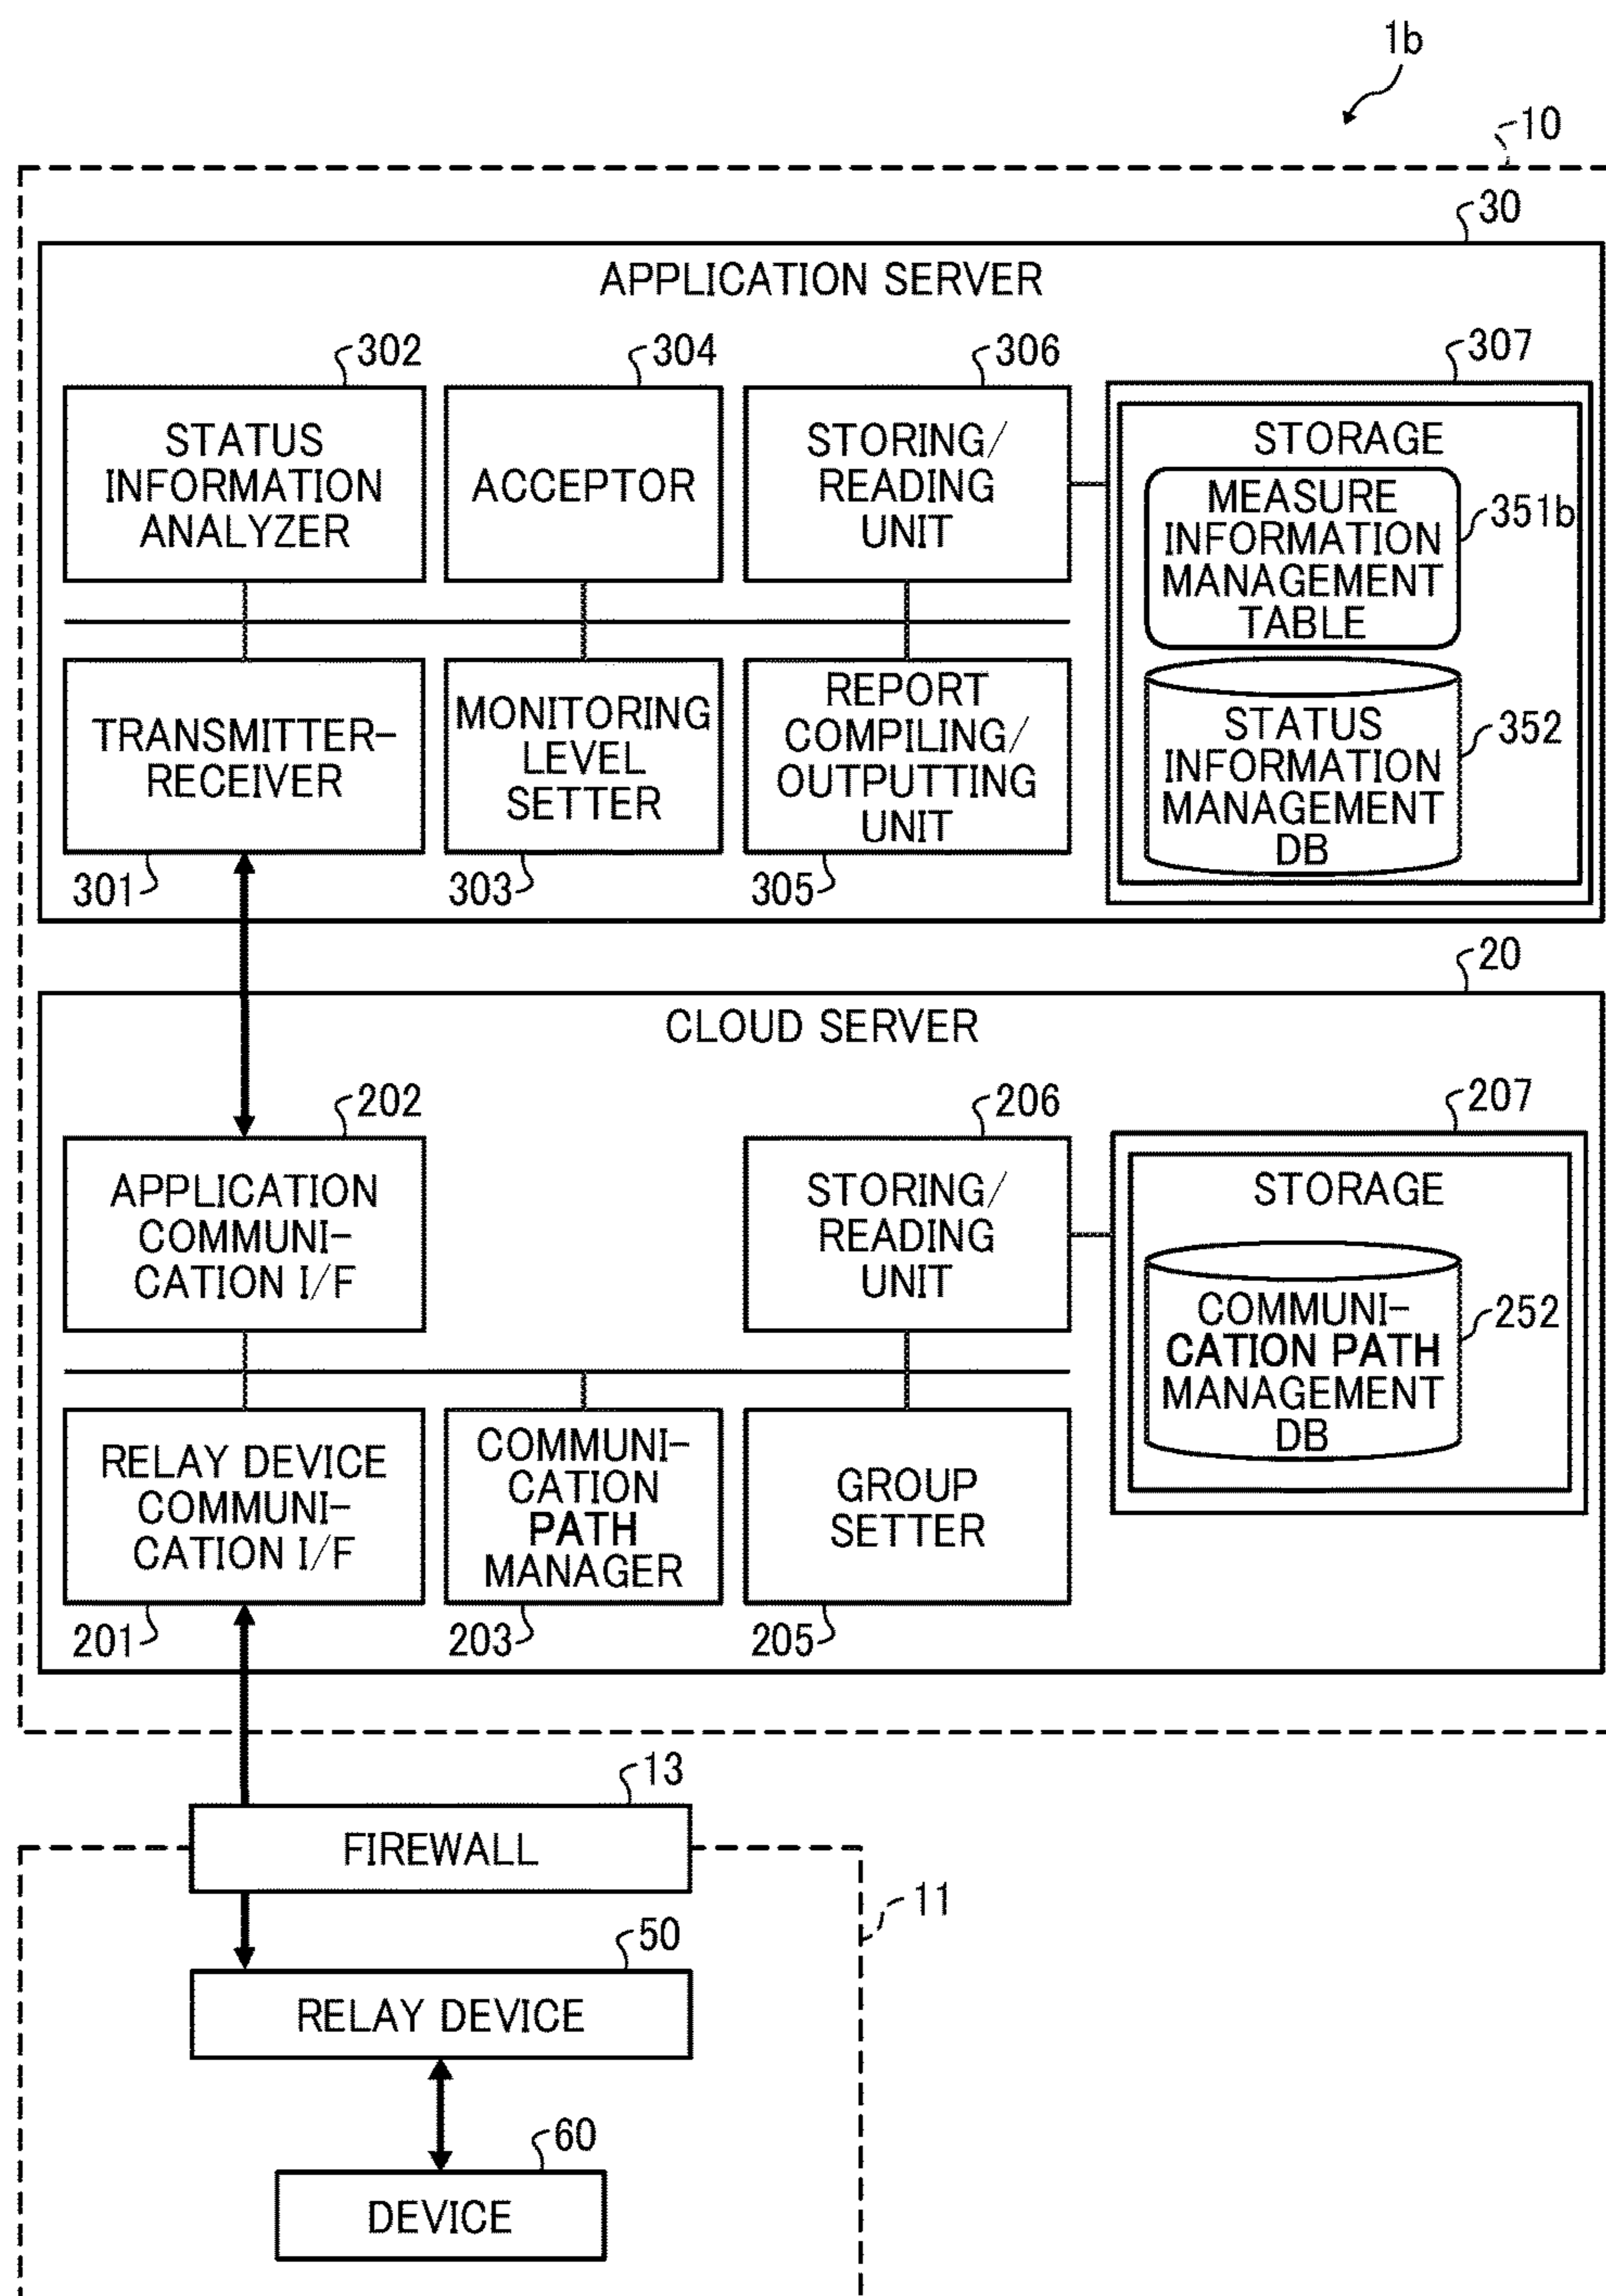 1b
10
30
APPLICATION SERVER
302
304
306
307
STATUS
INFORMATION
ANALYZER
ACCEPTOR
STORING/
READING
UNIT
STORAGE
MEASURE
INFORMATION
MANAGEMENT
TABLE
351b
TRANSMITTER-
RECEIVER
MONITORING
LEVEL
SETTER
REPORT
COMPILING/
OUTPUTTING
UNIT
STATUS
INFORMATION
MANAGEMENT
DB
352
301
303
305
20
CLOUD SERVER
202
206
207
APPLICATION
COMMUNI-
CATION I/F
STORING/
READING
UNIT
STORAGE
COMMUNI-
CATION PATH
MANAGEMENT
DB
252
RELAY DEVICE
COMMUNI-
CATION I/F
COMMUNI-
CATION
PATH
MANAGER
GROUP
SETTER
201
203
205
13
FIREWALL
11
50
RELAY DEVICE
60
DEVICE